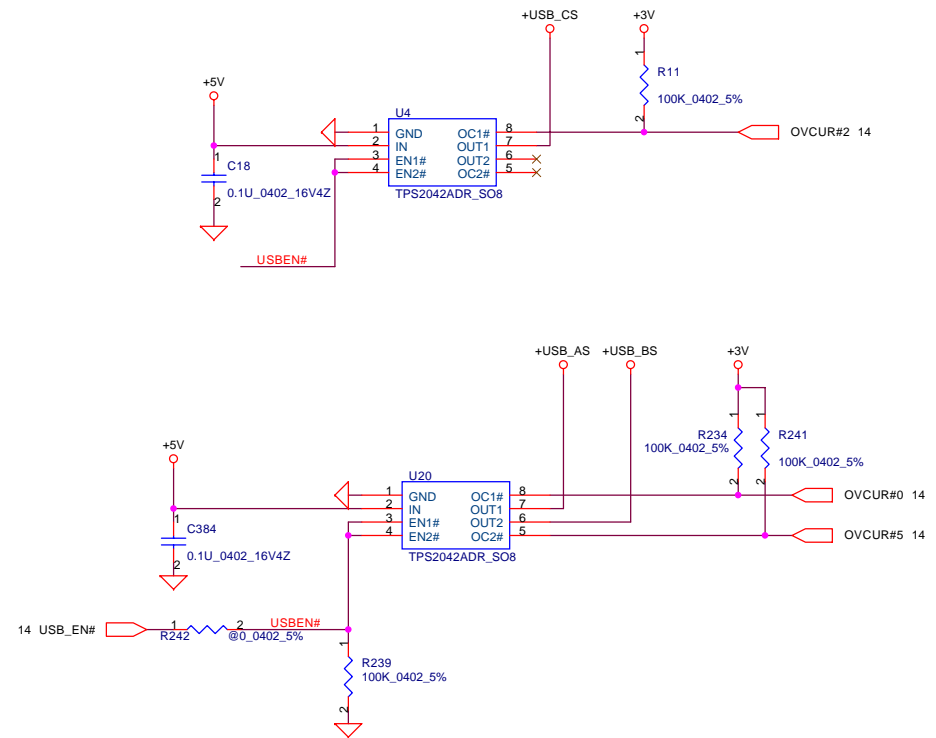 +USB_CS
+3V
1
R11
100K_0402_5%
2
OVCUR#2 14
+5V
1
C18
0.1U_0402_16V4Z
2
U4
1 GND OC1# 8
2 IN OUT1 7
3 EN1# OUT2 6
4 EN2# OC2# 5
TPS2042ADR_SO8
USBEN#
+USB_AS
+USB_BS
+3V
1
1
R234
100K_0402_5%
R241
100K_0402_5%
2
2
+5V
1
C384
0.1U_0402_16V4Z
2
U20
1 GND OC1# 8
2 IN OUT1 7
3 EN1# OUT2 6
4 EN2# OC2# 5
TPS2042ADR_SO8
OVCUR#0 14
OVCUR#5 14
14 USB_EN#
1
R242
2
@0_0402_5%
USBEN#
1
R239
100K_0402_5%
2